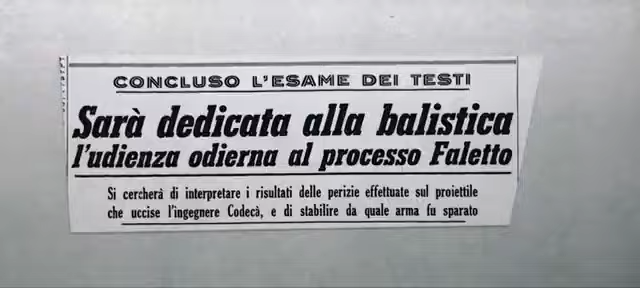 CONCLUSO L'ESAME DEI TESTI
Sarà dedicata alla balistica
l'udienza odierna al processo Faletto
Si cercherà di interpretare i risultati delle perizie effettuate sul proiettile
che uccise l'ingegnere Codecà, e di stabilire da quale arma fu sparato